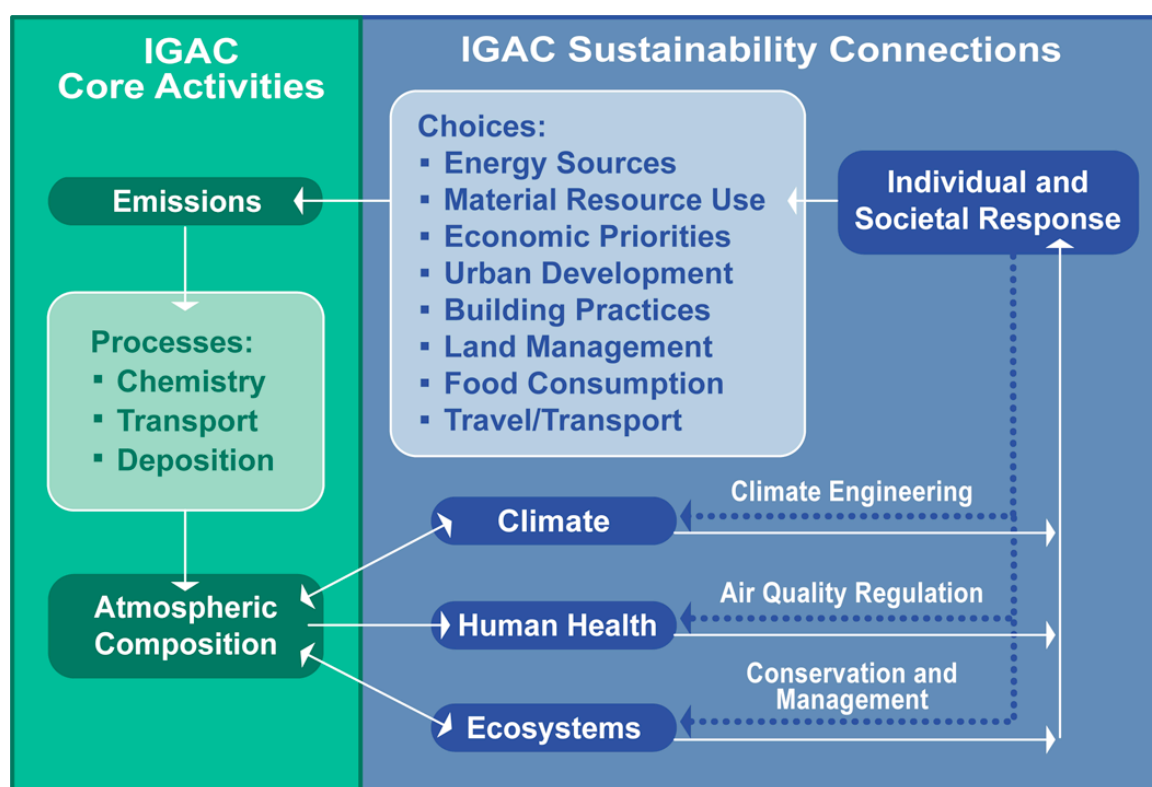 IGAC
Core Activities
IGAC Sustainability Connections
Emissions
Processes:
▪ Chemistry
▪ Transport
▪ Deposition
Atmospheric
Composition
Choices:
▪ Energy Sources
▪ Material Resource Use
▪ Economic Priorities
▪ Urban Development
▪ Building Practices
▪ Land Management
▪ Food Consumption
▪ Travel/Transport
Individual and
Societal Response
Climate Engineering
Climate
Air Quality Regulation
Human Health
Conservation and
Management
Ecosystems